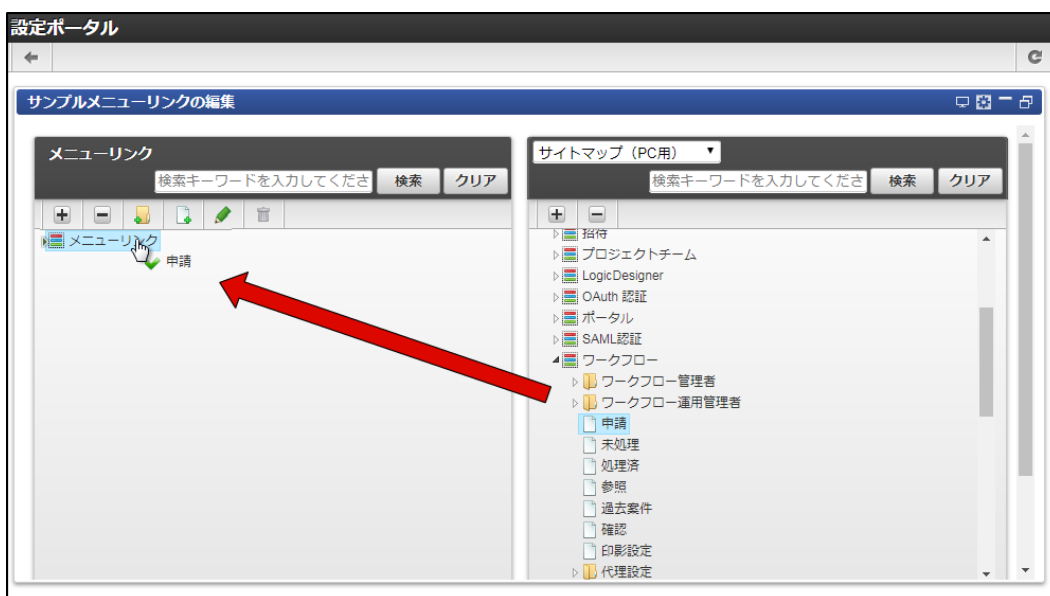 設定ポータル
サンプルメニューリンクの編集
メニューリンク
検索キーワードを入力してくださ 検索 クリア
メニューリンク
申請
サイトマップ（PC用）
検索キーワードを入力してくださ 検索 クリア
招待
プロジェクトチーム
LogicDesigner
OAuth 認証
ポータル
SAML認証
ワークフロー
ワークフロー管理者
ワークフロー運用管理者
申請
未処理
処理済
参照
過去案件
確認
印影設定
代理設定